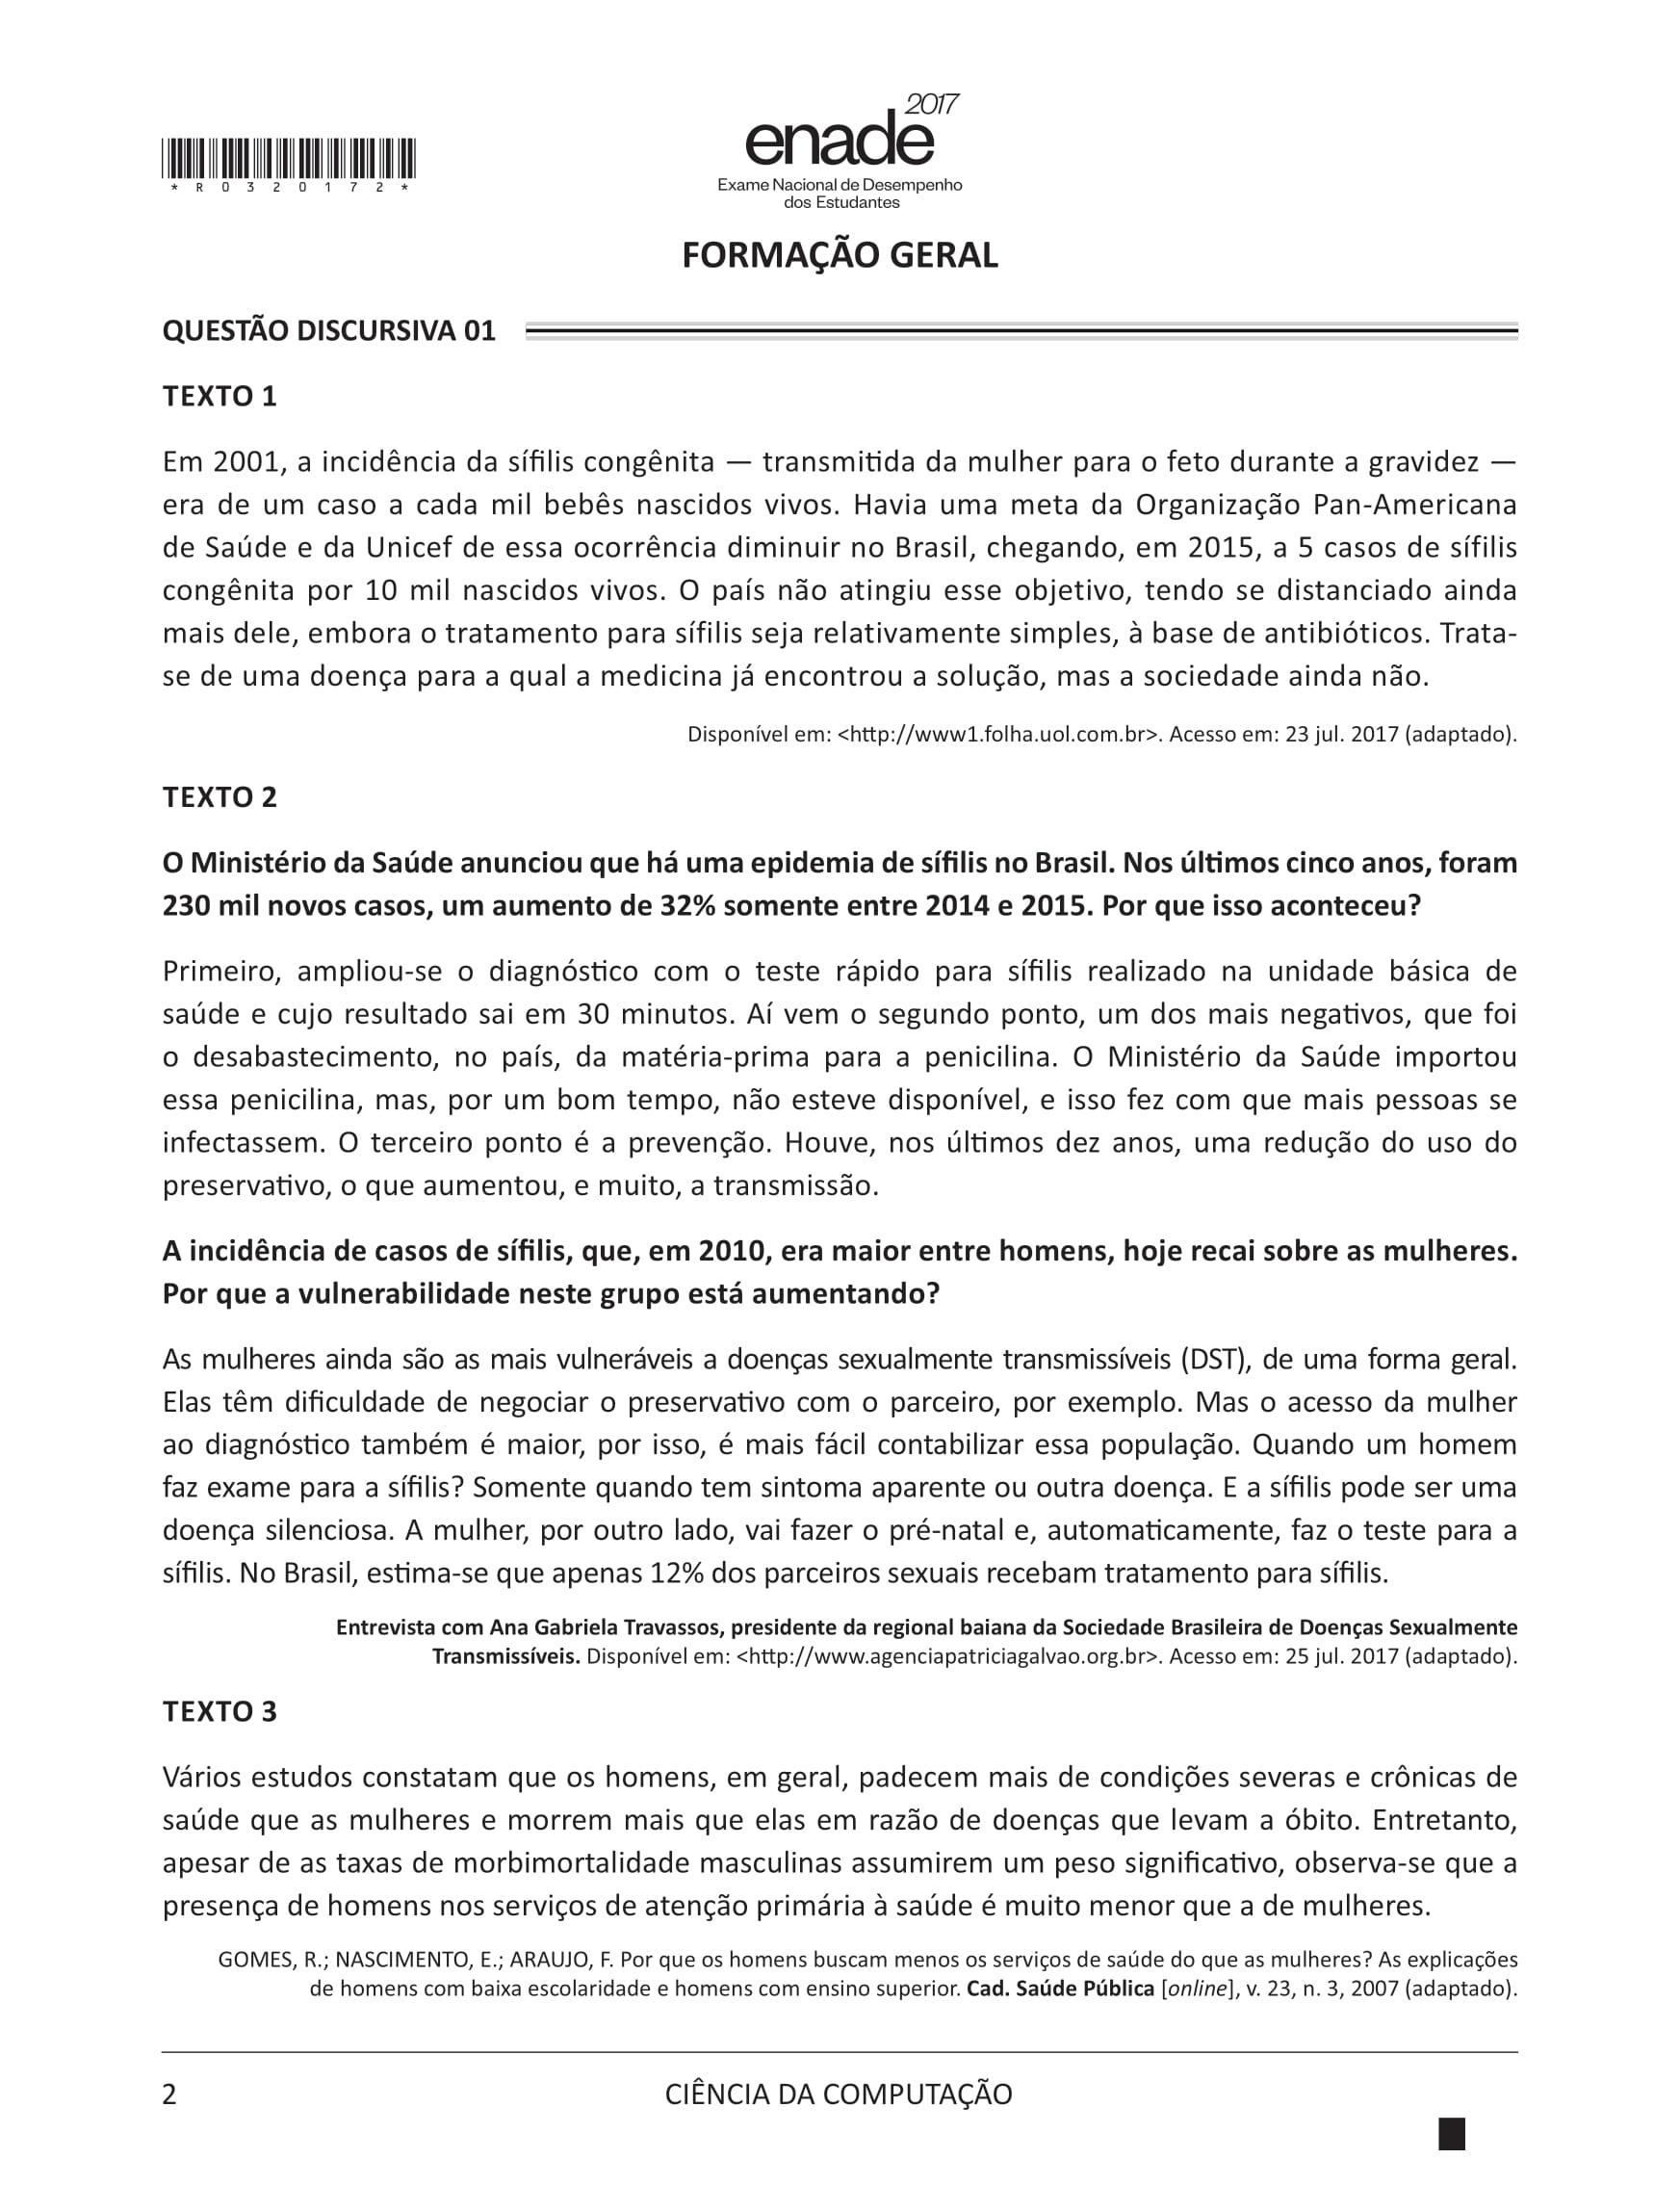 2017
enade
Exame Nacional de Desempenho
dos Estudantes
* R 0 3 2 0 1 7 2 *
FORMAÇÃO GERAL
QUESTÃO DISCURSIVA 01
TEXTO 1
Em 2001, a incidência da sífilis congênita — transmitida da mulher para o feto durante a gravidez —
era de um caso a cada mil bebês nascidos vivos. Havia uma meta da Organização Pan-Americana
de Saúde e da Unicef de essa ocorrência diminuir no Brasil, chegando, em 2015, a 5 casos de sífilis
congênita por 10 mil nascidos vivos. O país não atingiu esse objetivo, tendo se distanciado ainda
mais dele, embora o tratamento para sífilis seja relativamente simples, à base de antibióticos. Trata-
se de uma doença para a qual a medicina já encontrou a solução, mas a sociedade ainda não.
Disponível em: <http://www1.folha.uol.com.br>. Acesso em: 23 jul. 2017 (adaptado).
TEXTO 2
O Ministério da Saúde anunciou que há uma epidemia de sífilis no Brasil. Nos últimos cinco anos, foram
230 mil novos casos, um aumento de 32% somente entre 2014 e 2015. Por que isso aconteceu?
Primeiro, ampliou-se o diagnóstico com o teste rápido para sífilis realizado na unidade básica de
saúde e cujo resultado sai em 30 minutos. Aí vem o segundo ponto, um dos mais negativos, que foi
o desabastecimento, no país, da matéria-prima para a penicilina. O Ministério da Saúde importou
essa penicilina, mas, por um bom tempo, não esteve disponível, e isso fez com que mais pessoas se
infectassem. O terceiro ponto é a prevenção. Houve, nos últimos dez anos, uma redução do uso do
preservativo, o que aumentou, e muito, a transmissão.
A incidência de casos de sífilis, que, em 2010, era maior entre homens, hoje recai sobre as mulheres.
Por que a vulnerabilidade neste grupo está aumentando?
As mulheres ainda são as mais vulneráveis a doenças sexualmente transmissíveis (DST), de uma forma geral.
Elas têm dificuldade de negociar o preservativo com o parceiro, por exemplo. Mas o acesso da mulher
ao diagnóstico também é maior, por isso, é mais fácil contabilizar essa população. Quando um homem
faz exame para a sífilis? Somente quando tem sintoma aparente ou outra doença. E a sífilis pode ser uma
doença silenciosa. A mulher, por outro lado, vai fazer o pré-natal e, automaticamente, faz o teste para a
sífilis. No Brasil, estima-se que apenas 12% dos parceiros sexuais recebam tratamento para sífilis.
Entrevista com Ana Gabriela Travassos, presidente da regional baiana da Sociedade Brasileira de Doenças Sexualmente
Transmissíveis. Disponível em: <http://www.agenciapatriciagalvao.org.br>. Acesso em: 25 jul. 2017 (adaptado).
TEXTO 3
Vários estudos constatam que os homens, em geral, padecem mais de condições severas e crônicas de
saúde que as mulheres e morrem mais que elas em razão de doenças que levam a óbito. Entretanto,
apesar de as taxas de morbimortalidade masculinas assumirem um peso significativo, observa-se que a
presença de homens nos serviços de atenção primária à saúde é muito menor que a de mulheres.
GOMES, R.; NASCIMENTO, E.; ARAUJO, F. Por que os homens buscam menos os serviços de saúde do que as mulheres? As explicações
de homens com baixa escolaridade e homens com ensino superior. Cad. Saúde Pública [online], v. 23, n. 3, 2007 (adaptado).
2
CIÊNCIA DA COMPUTAÇÃO